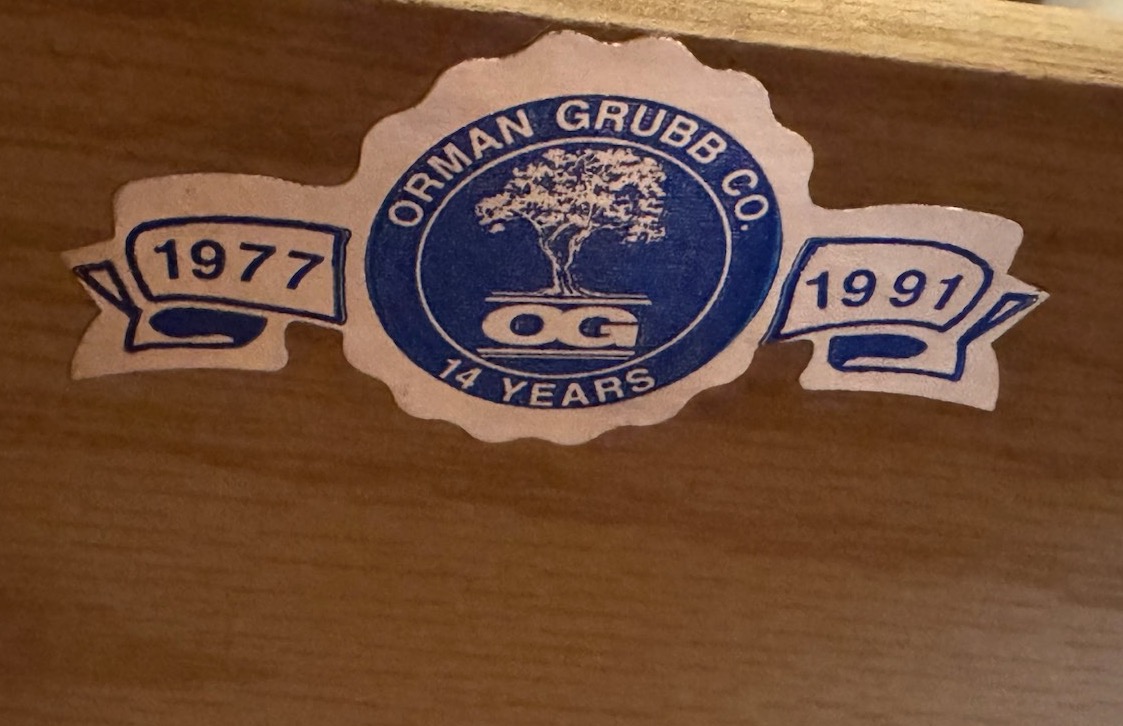 ORMAN GRUBB CO.
1977
1991
OG
14 YEARS